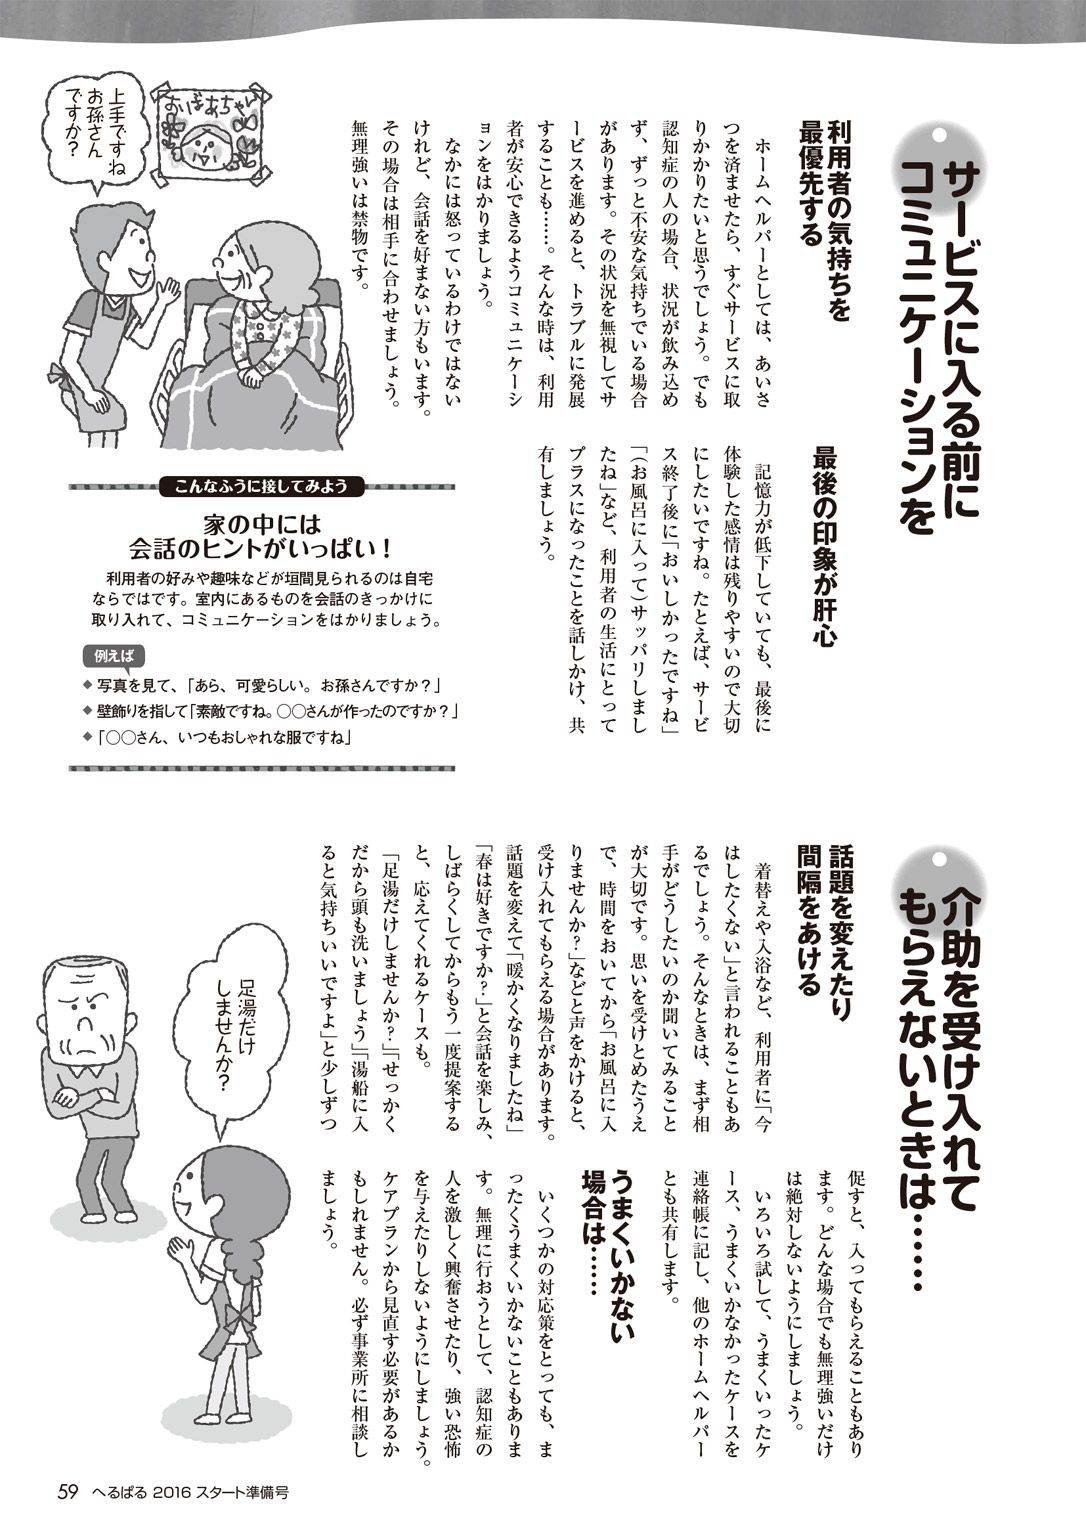 サービスに入る前に
コミュニケーションを
利用者の気持ちを
最優先する
ホームヘルパーとしては、あいさ
つを済ませたら、すぐサービスに取
りかかりたいと思うでしょう。でも
認知症の人の場合、状況が飲み込め
ず、ずっと不安な気持ちでいる場合
があります。その状況を無視してサ
ービスを進めると、トラブルに発展
することも……。そんな時は、利用
者が安心できるようコミュニケーシ
ョンをはかりましょう。
なかには怒っているわけではない
けれど、会話を好まない方もいます。
その場合は相手に合わせましょう。
無理強いは禁物です。
おばあちゃん
上手ですね
お孫さん
ですか?
最後の印象が肝心
記憶力が低下していても、最後に
体験した感情は残りやすいので大切
にしたいですね。たとえば、サービ
ス終了後に「おいしかったですね」
「(お風呂に入って)サッパリしまし
たね」など、利用者の生活にとって
プラスになったことを話しかけ、共
有しましょう。
こんなふうに接してみよう
家の中には
会話のヒントがいっぱい!
利用者の好みや趣味などが垣間見られるのは自宅
ならではです。室内にあるものを会話のきっかけに
取り入れて、コミュニケーションをはかりましょう。
例えば
◆ 写真を見て、「あら、可愛らしい。お孫さんですか?」
◆ 壁飾りを指して「素敵ですね。○○さんが作ったのですか?」
◆ 「○○さん、いつもおしゃれな服ですね」
介助を受け入れて
もらえないときは……
話題を変えたり
間隔をあける
着替えや入浴など、利用者に「今
はしたくない」と言われることもあ
るでしょう。そんなときは、まず相
手がどうしたいのか聞いてみること
が大切です。思いを受けとめたうえ
で、時間をおいてから「お風呂に入
りませんか?」などと声をかけると、
受け入れてもらえる場合があります。
話題を変えて「暖かくなりましたね」
「春は好きですか?」と会話を楽しみ、
しばらくしてからもう一度提案する
と、応えてくれるケースも。
「足湯だけしませんか?」「せっかく
だから頭も洗いましょう」「湯船に入
ると気持ちいいですよ」と少しずつ
促すと、入ってもらえることもあり
ます。どんな場合でも無理強いだけ
は絶対しないようにしましょう。
いろいろ試して、うまくいったケ
ース、うまくいかなかったケースを
連絡帳に記し、他のホームヘルパー
とも共有します。
うまくいかない
場合は……
いくつかの対応策をとっても、ま
ったくうまくいかないこともありま
す。無理に行おうとして、認知症の
人を激しく興奮させたり、強い恐怖
を与えたりしないようにしましょう。
ケアプランから見直す必要があるか
もしれません。必ず事業所に相談し
ましょう。
足湯だけ
しませんか?
59 へるぱる 2016 スタート準備号